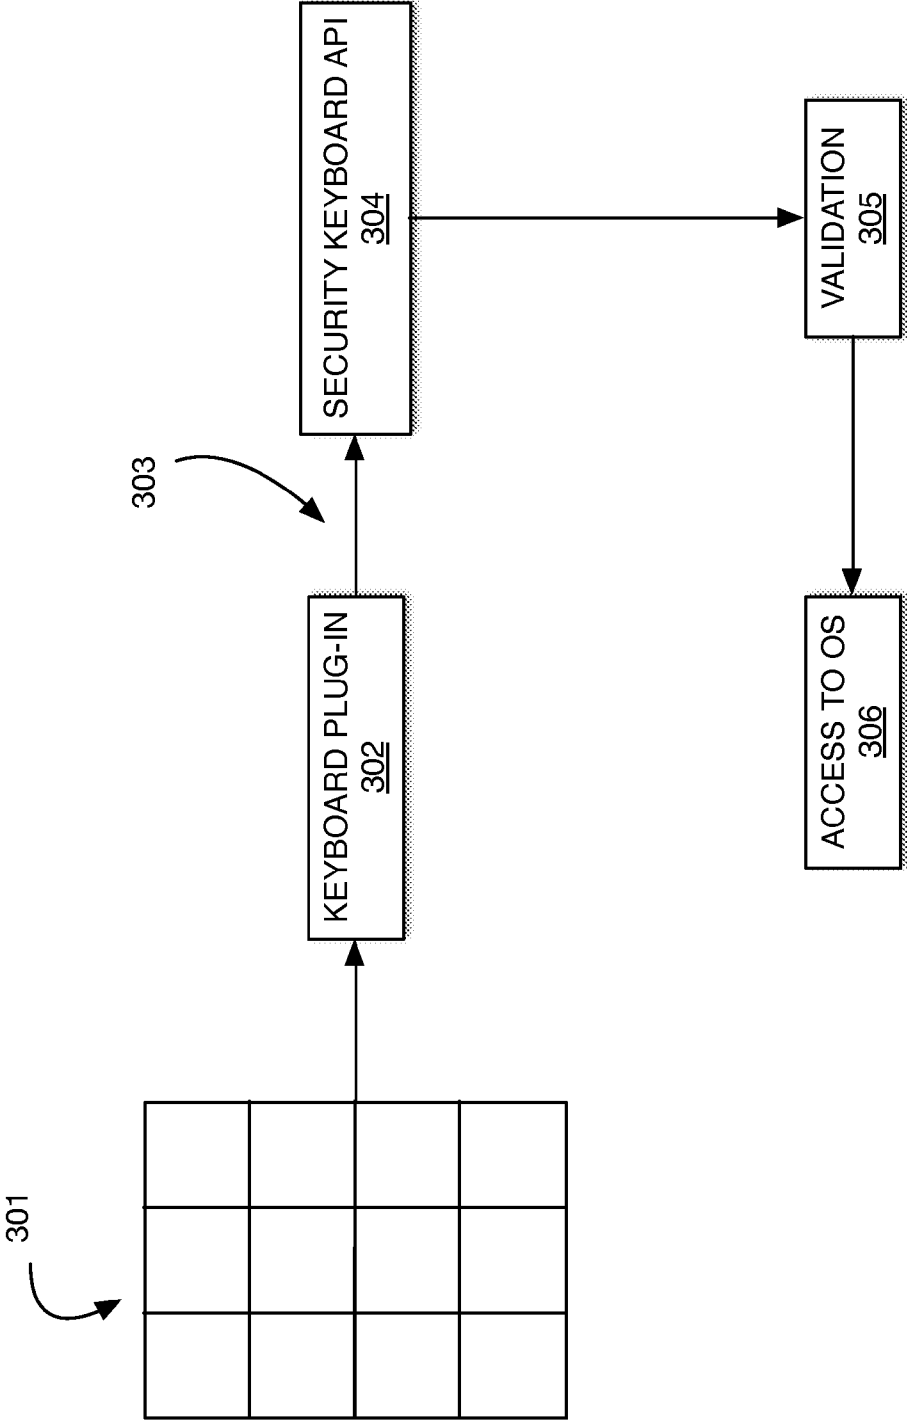 301
KEYBOARD PLUG-IN
302
303
SECURITY KEYBOARD API
304
VALIDATION
305
ACCESS TO OS
306